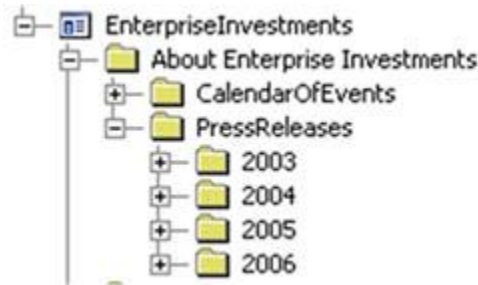 EnterpriseInvestments
About Enterprise Investments
CalendarOfEvents
PressReleases
2003
2004
2005
2006